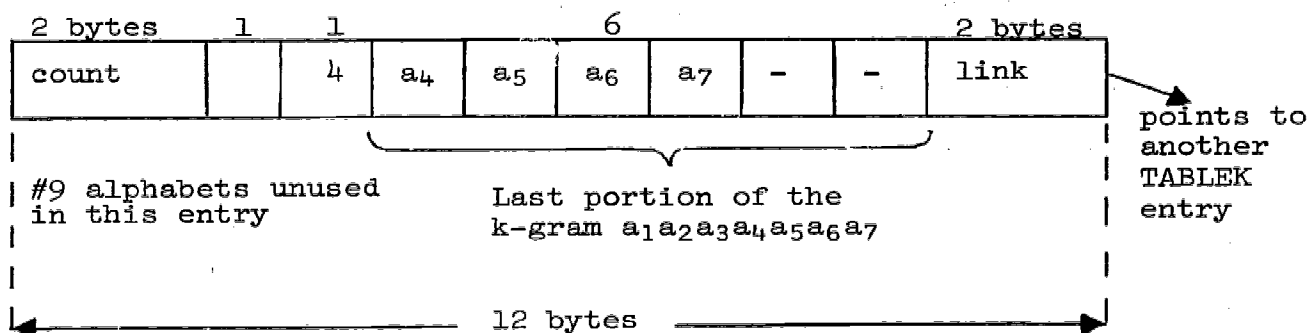 2 bytes 1 1 6 2 bytes
count 4 a4 a5 a6 a7 - - link
points to
another
TABLEK
entry
#9 alphabets unused
in this entry
Last portion of the
k-gram a1a2a3a4a5a6a7
12 bytes